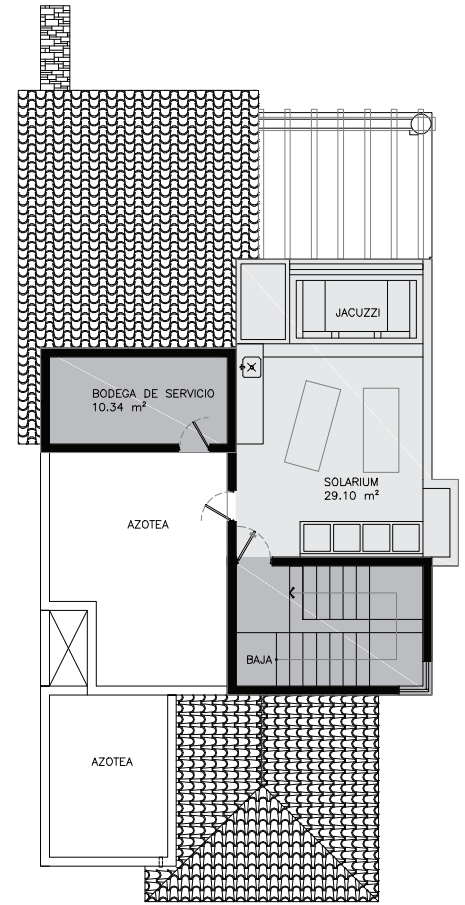 JACUZZI
BODEGA DE SERVICIO
10.34 m²
SOLARIUM
29.10 m²
AZOTEA
BAJA
AZOTEA